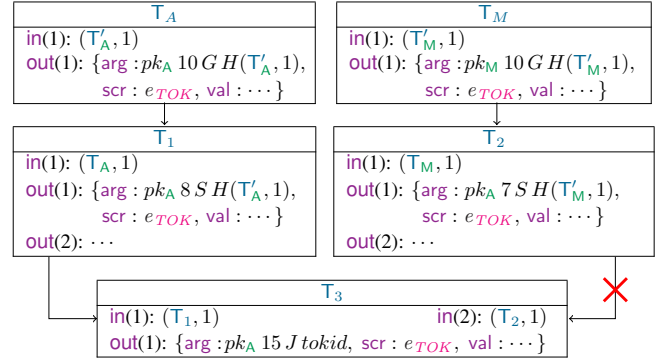 T_A
in(1): (T′_A, 1)
out(1): {arg : pk_A 10 G H(T′_A, 1),
scr : e_TOK, val : ⋯}
T_M
in(1): (T′_M, 1)
out(1): {arg : pk_M 10 G H(T′_M, 1),
scr : e_TOK, val : ⋯}
T_1
in(1): (T_A, 1)
out(1): {arg : pk_A 8 S H(T′_A, 1),
scr : e_TOK, val : ⋯}
out(2): ⋯
T_2
in(1): (T_M, 1)
out(1): {arg : pk_A 7 S H(T′_M, 1),
scr : e_TOK, val : ⋯}
out(2): ⋯
T_3
in(1): (T_1, 1) in(2): (T_2, 1)
out(1): {arg : pk_A 15 J tokid, scr : e_TOK, val : ⋯}